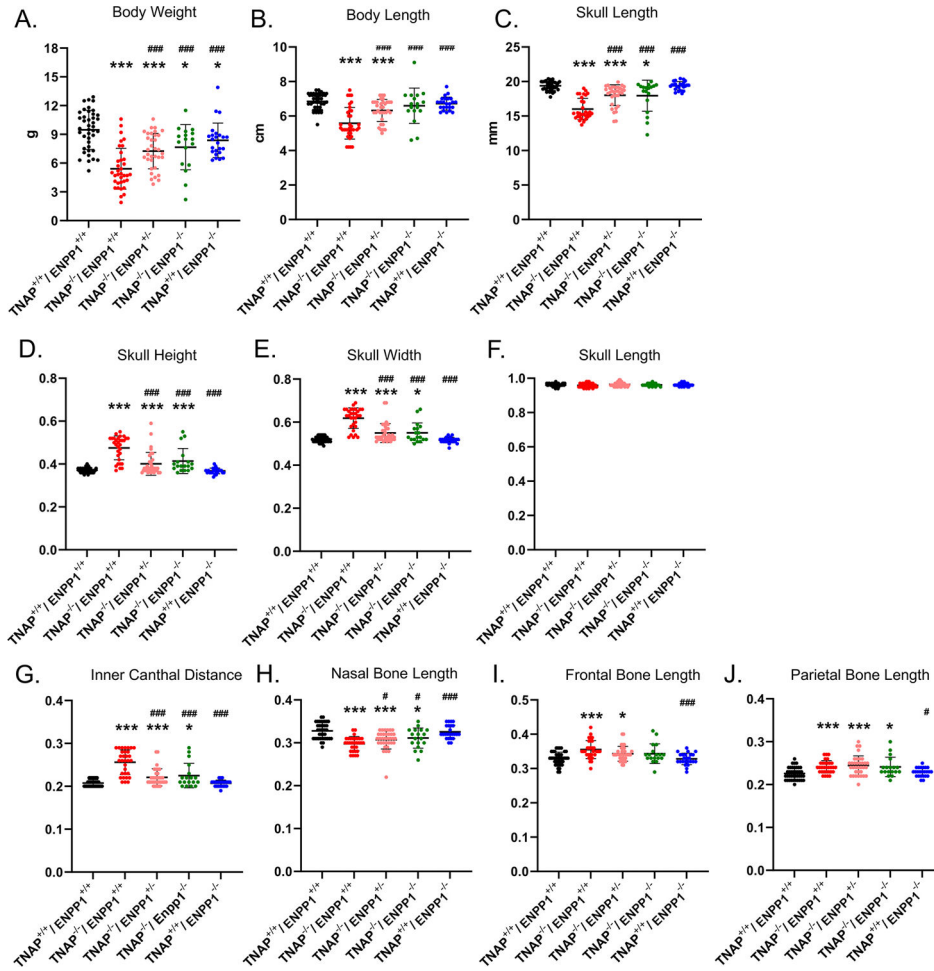 A. Body Weight
### ### ###
*** *** * *
18
15
12
9
6
3
0
g
TNAP+/+/ ENPP1+/+
TNAP-/-/ ENPP1+/+
TNAP-/-/ ENPP1+/-
TNAP-/-/ ENPP1-/-
TNAP+/+/ ENPP1-/-
B. Body Length
### ### ###
*** ***
10
8
6
4
2
0
cm
TNAP+/+/ ENPP1+/+
TNAP-/-/ ENPP1+/+
TNAP-/-/ ENPP1+/-
TNAP-/-/ ENPP1-/-
TNAP+/+/ ENPP1-/-
C. Skull Length
### ### ###
*** *** *
25
20
15
10
5
0
mm
TNAP+/+/ ENPP1+/+
TNAP-/-/ ENPP1+/+
TNAP-/-/ ENPP1+/-
TNAP-/-/ ENPP1-/-
TNAP+/+/ ENPP1-/-
D. Skull Height
### ### ###
*** *** ***
0.8
0.6
0.4
0.2
0.0
TNAP+/+/ ENPP1+/+
TNAP-/-/ ENPP1+/+
TNAP-/-/ ENPP1+/-
TNAP-/-/ ENPP1-/-
TNAP+/+/ ENPP1-/-
E. Skull Width
### ### ###
*** *** *
0.8
0.6
0.4
0.2
0.0
TNAP+/+/ ENPP1+/+
TNAP-/-/ ENPP1+/+
TNAP-/-/ ENPP1+/-
TNAP-/-/ ENPP1-/-
TNAP+/+/ ENPP1-/-
F. Skull Length
1.0
0.8
0.6
0.4
0.2
0.0
TNAP+/+/ ENPP1+/+
TNAP-/-/ ENPP1+/+
TNAP-/-/ ENPP1+/-
TNAP-/-/ ENPP1-/-
TNAP+/+/ ENPP1-/-
G. Inner Canthal Distance
### ### ###
*** *** *
0.4
0.3
0.2
0.1
0.0
TNAP+/+/ ENPP1+/+
TNAP-/-/ ENPP1+/+
TNAP-/-/ ENPP1+/-
TNAP-/-/ Enpp1-/-
TNAP+/+/ ENPP1-/-
H. Nasal Bone Length
# # ###
*** *** *
0.4
0.3
0.2
0.1
0.0
TNAP+/+/ ENPP1+/+
TNAP-/-/ ENPP1+/+
TNAP-/-/ ENPP1+/-
TNAP-/-/ ENPP1-/-
TNAP+/+/ ENPP1-/-
I. Frontal Bone Length
###
*** *
0.5
0.4
0.3
0.2
0.1
0.0
TNAP+/+/ ENPP1+/+
TNAP-/-/ ENPP1+/+
TNAP-/-/ ENPP1+/-
TNAP-/-/ ENPP1-/-
TNAP+/+/ ENPP1-/-
J. Parietal Bone Length
#
*** *** *
0.4
0.3
0.2
0.1
0.0
TNAP+/+/ ENPP1+/+
TNAP-/-/ ENPP1+/+
TNAP-/-/ ENPP1+/-
TNAP-/-/ ENPP1-/-
TNAP+/+/ ENPP1-/-